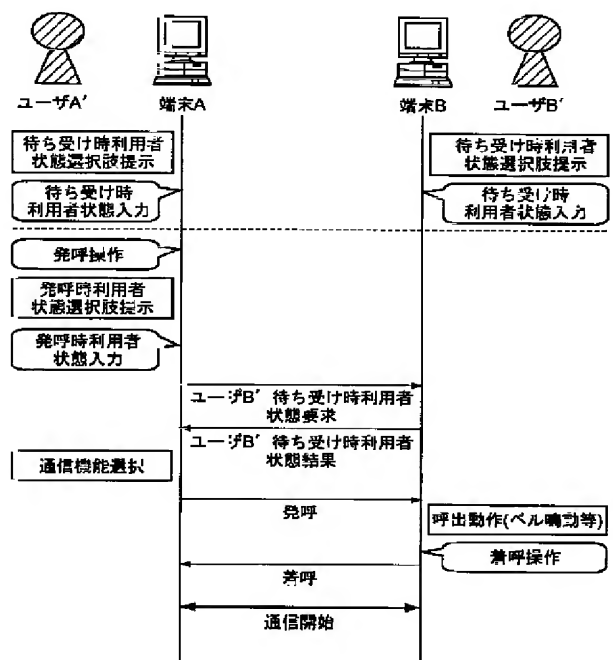 ユーザA′ 端末A 端末B ユーザB′
待ち受け時利用者
状態選択肢提示
待ち受け時利用者
状態選択肢提示
待ち受け時
利用者状態入力
待ち受け時
利用者状態入力
発呼操作
発呼時利用者
状態選択肢提示
発呼時利用者
状態入力
ユーザB′ 待ち受け時利用者
状態要求
ユーザB′ 待ち受け時利用者
状態結果
通信機能選択
発呼
呼出動作(ベル鳴動等)
着呼操作
着呼
通信開始